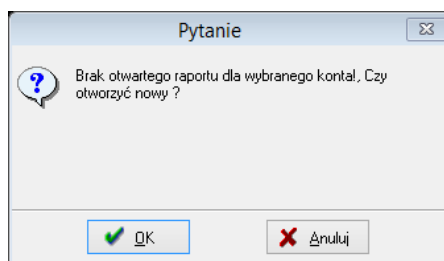 Pytanie
Brak otwartego raportu dla wybranego konta!, Czy
otworzyć nowy ?
OK
Anuluj